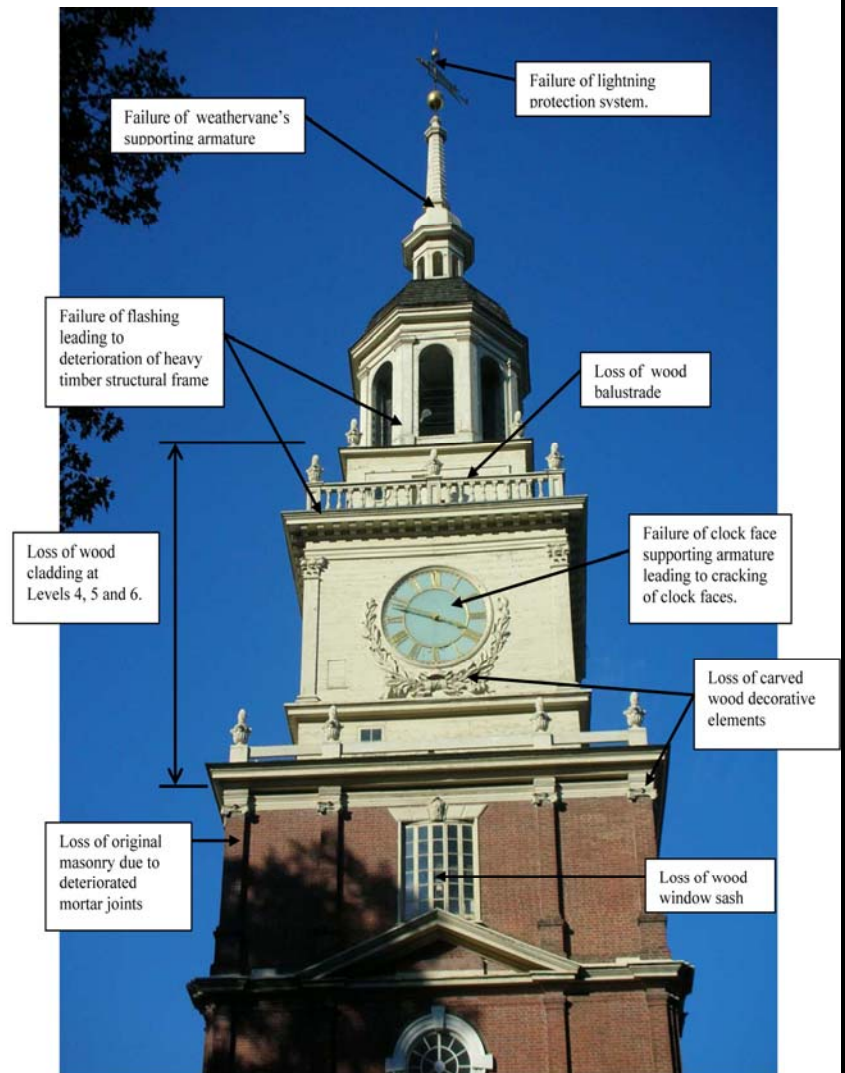 Failure of lightning
protection system.
Failure of weathervane's
supporting armature
Failure of flashing
leading to
deterioration of heavy
timber structural frame
Loss of wood
balustrade
Loss of wood
cladding at
Levels 4, 5 and 6.
Failure of clock face
supporting armature
leading to cracking
of clock faces.
Loss of carved
wood decorative
elements
Loss of original
masonry due to
deteriorated
mortar joints
Loss of wood
window sash